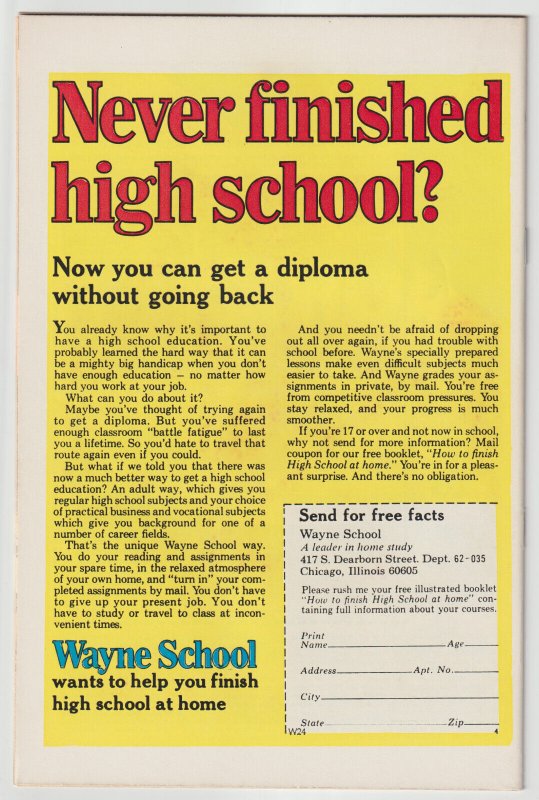 Never finished
high school?
Now you can get a diploma
without going back
You already know why it's important to
have a high school education. You've
probably learned the hard way that it can
be a mighty big handicap when you don't
have enough education — no matter how
hard you work at your job.
What can you do about it?
Maybe you've thought of trying again
to get a diploma. But you've suffered
enough classroom "battle fatigue" to last
you a lifetime. So you'd hate to travel that
route again even if you could.
But what if we told you that there was
now a much better way to get a high school
education? An adult way, which gives you
regular high school subjects and your choice
of practical business and vocational subjects
which give you background for one of a
number of career fields.
That's the unique Wayne School way.
You do your reading and assignments in
your spare time, in the relaxed atmosphere
of your own home, and "turn in" your com-
pleted assignments by mail. You don't have
to give up your present job. You don't
have to study or travel to class at incon-
venient times.
Wayne School
wants to help you finish
high school at home
And you needn't be afraid of dropping
out all over again, if you had trouble with
school before. Wayne's specially prepared
lessons make even difficult subjects much
easier to take. And Wayne grades your as-
signments in private, by mail. You're free
from competitive classroom pressures. You
stay relaxed, and your progress is much
smoother.
If you're 17 or over and not now in school,
why not send for more information? Mail
coupon for our free booklet, "How to finish
High School at home." You're in for a pleas-
ant surprise. And there's no obligation.
Send for free facts
Wayne School
A leader in home study
417 S. Dearborn Street. Dept. 62-035
Chicago, Illinois 60605
Please rush me your free illustrated booklet
"How to finish High School at home" con-
taining full information about your courses.
Print
Name Age
Address Apt. No.
City
State Zip
W24 4